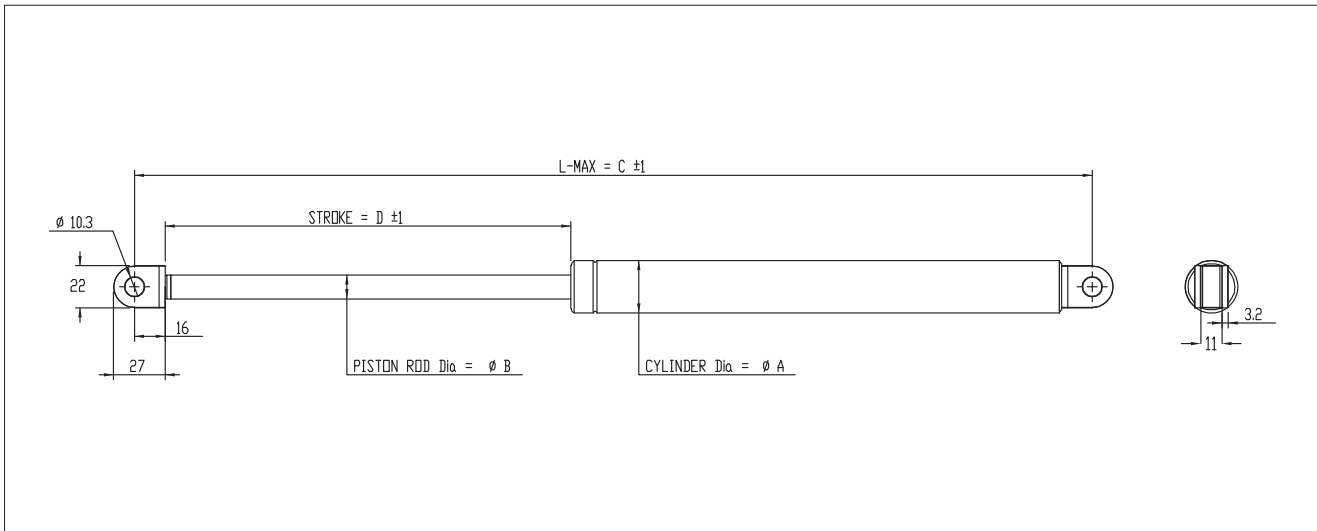 L-MAX = C ±1
STROKE = D ±1
ø 10.3
22
16
27
PISTON ROD Dia = ø B
CYLINDER Dia = ø A
3.2
11